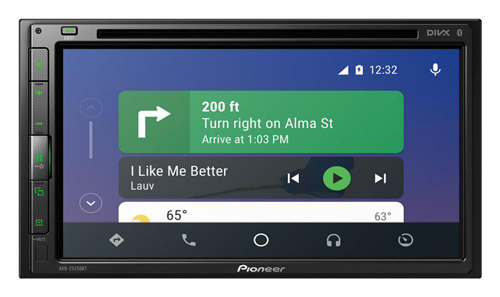 DIVX
12:32
200 ft
Turn right on Alma St
Arrive at 1:03 PM
I Like Me Better
Lauv
65°
63°
MUTE
Pioneer